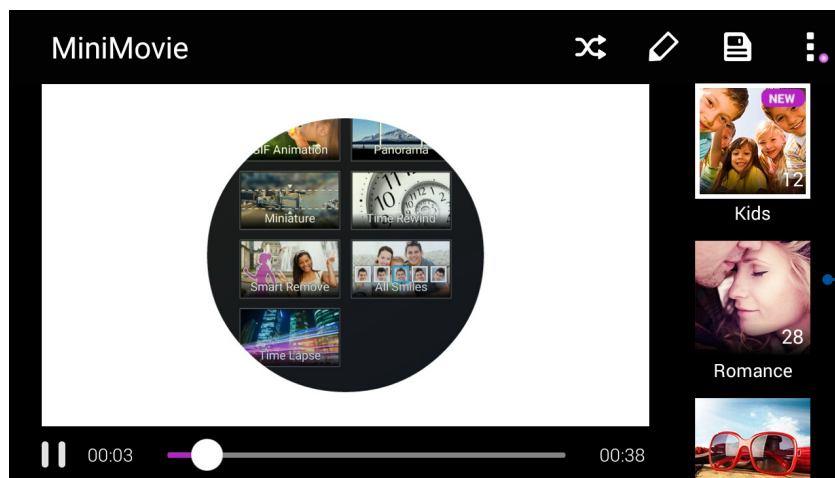 MiniMovie
GIF Animation
Panorama
Miniature
Time Rewind
Smart Remove
All Smiles
Time Lapse
00:03
00:38
NEW
12
Kids
28
Romance